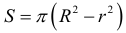 S = π(R² − r²)